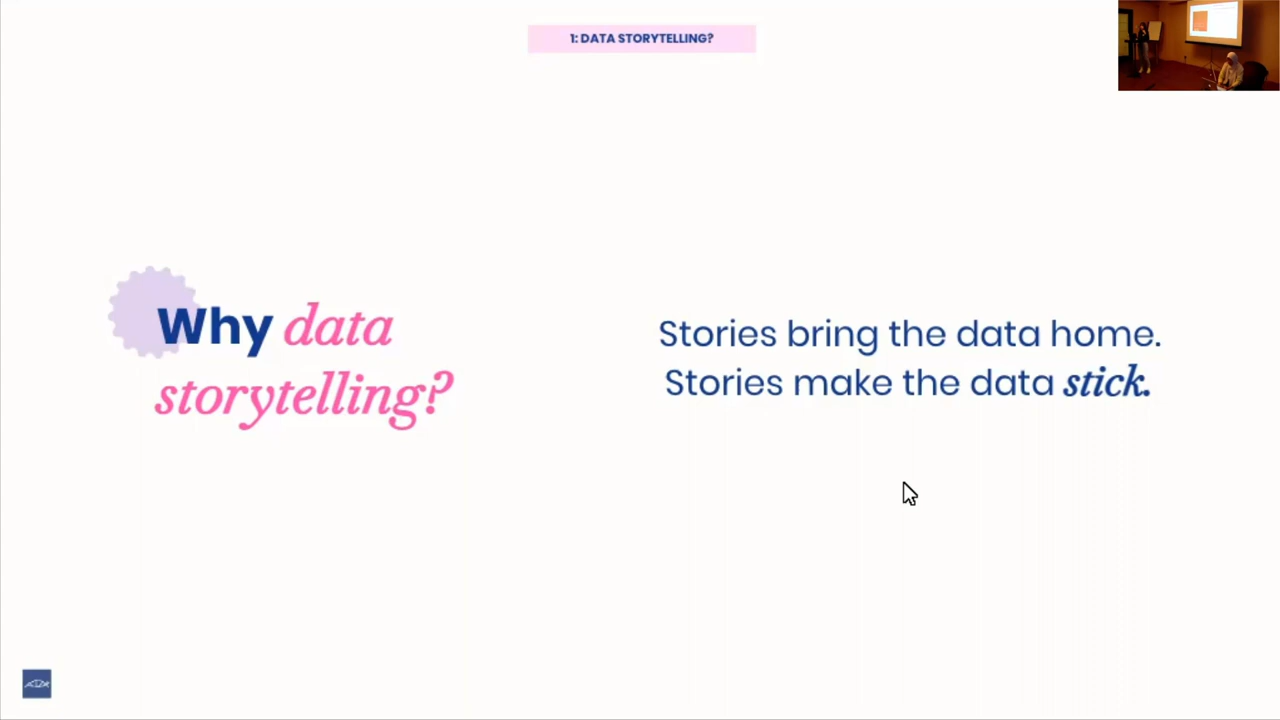 1: DATA STORYTELLING?
Why data
storytelling?
Stories bring the data home.
Stories make the data stick.